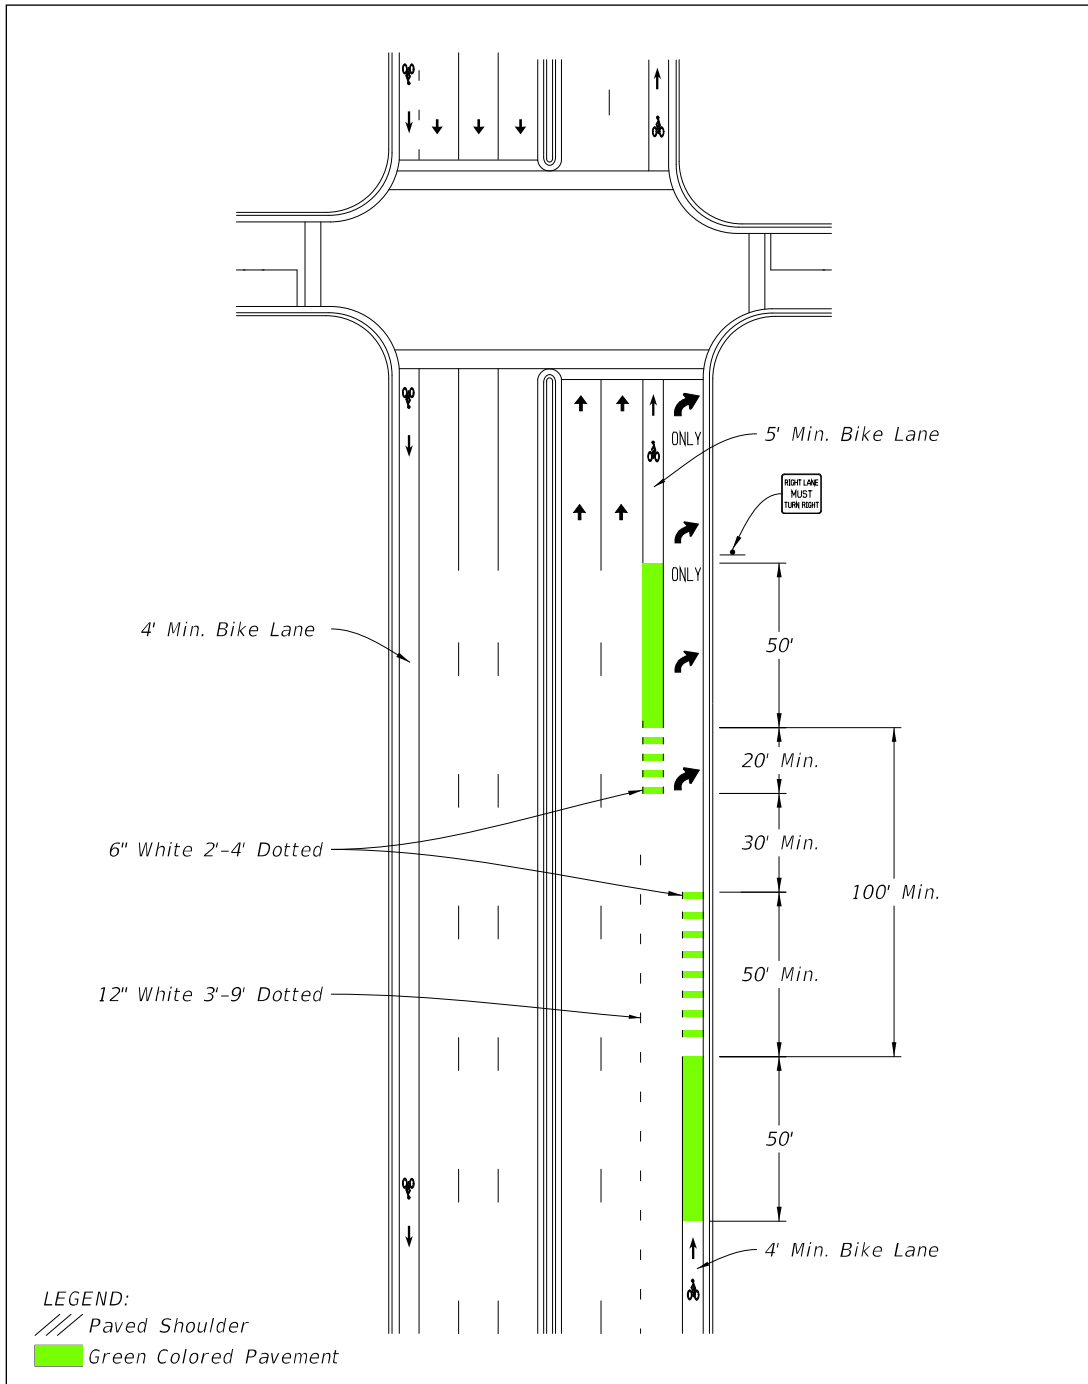 ONLY
5' Min. Bike Lane
RIGHT LANE
MUST
TURN RIGHT
ONLY
4' Min. Bike Lane
50'
20' Min.
30' Min.
6" White 2'-4' Dotted
100' Min.
50' Min.
12" White 3'-9' Dotted
50'
4' Min. Bike Lane
LEGEND:
Paved Shoulder
Green Colored Pavement